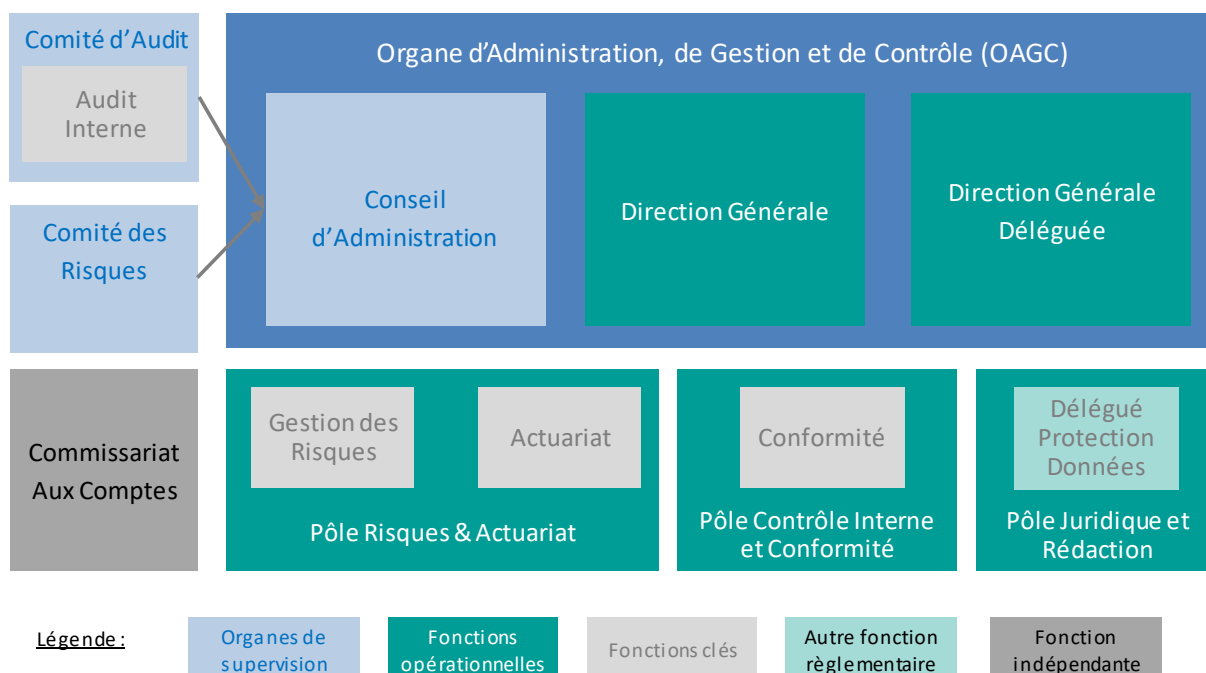 Comité d’Audit
Audit
Interne
Comité des
Risques
Organe d’Administration, de Gestion et de Contrôle (OAGC)
Conseil
d’Administration
Direction Générale
Direction Générale
Déléguée
Commissariat
Aux Comptes
Gestion des
Risques
Actuariat
Pôle Risques & Actuariat
Conformité
Pôle Contrôle Interne
et Conformité
Délégué
Protection
Données
Pôle Juridique et
Rédaction
Légende :
Organes de
supervision
Fonctions
opérationnelles
Fonctions clés
Autre fonction
règlementaire
Fonction
indépendante